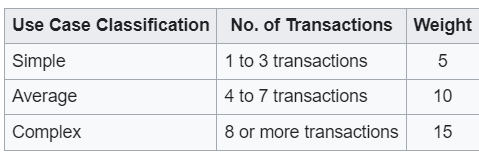 Use Case Classification No. of Transactions Weight
Simple 1 to 3 transactions 5
Average 4 to 7 transactions 10
Complex 8 or more transactions 15